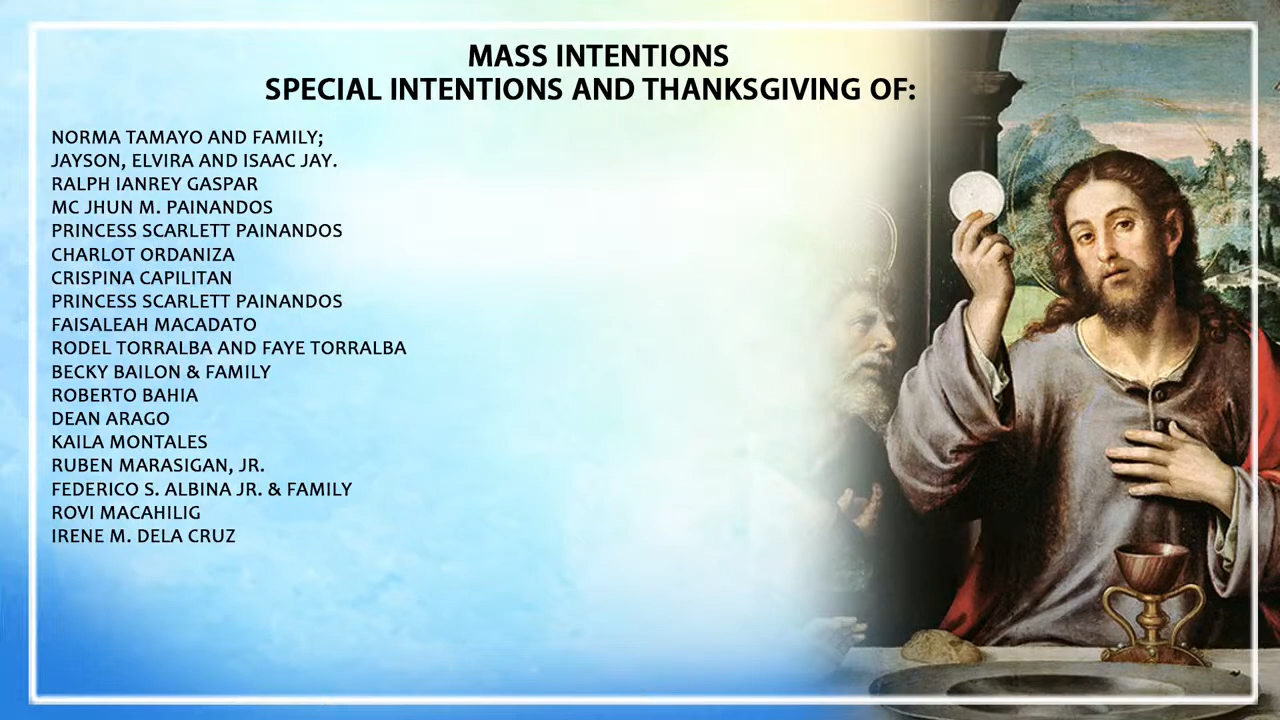 MASS INTENTIONS
SPECIAL INTENTIONS AND THANKSGIVING OF:
NORMA TAMAYO AND FAMILY;
JAYSON, ELVIRA AND ISAAC JAY.
RALPH IANREY GASPAR
MC JHUN M. PAINANDOS
PRINCESS SCARLETT PAINANDOS
CHARLOT ORDANIZA
CRISPINA CAPILITAN
PRINCESS SCARLETT PAINANDOS
FAISALEAH MACADATO
RODEL TORRALBA AND FAYE TORRALBA
BECKY BAILON & FAMILY
ROBERTO BAHIA
DEAN ARAGO
KAILA MONTALES
RUBEN MARASIGAN, JR.
FEDERICO S. ALBINA JR. & FAMILY
ROVI MACAHILIG
IRENE M. DELA CRUZ